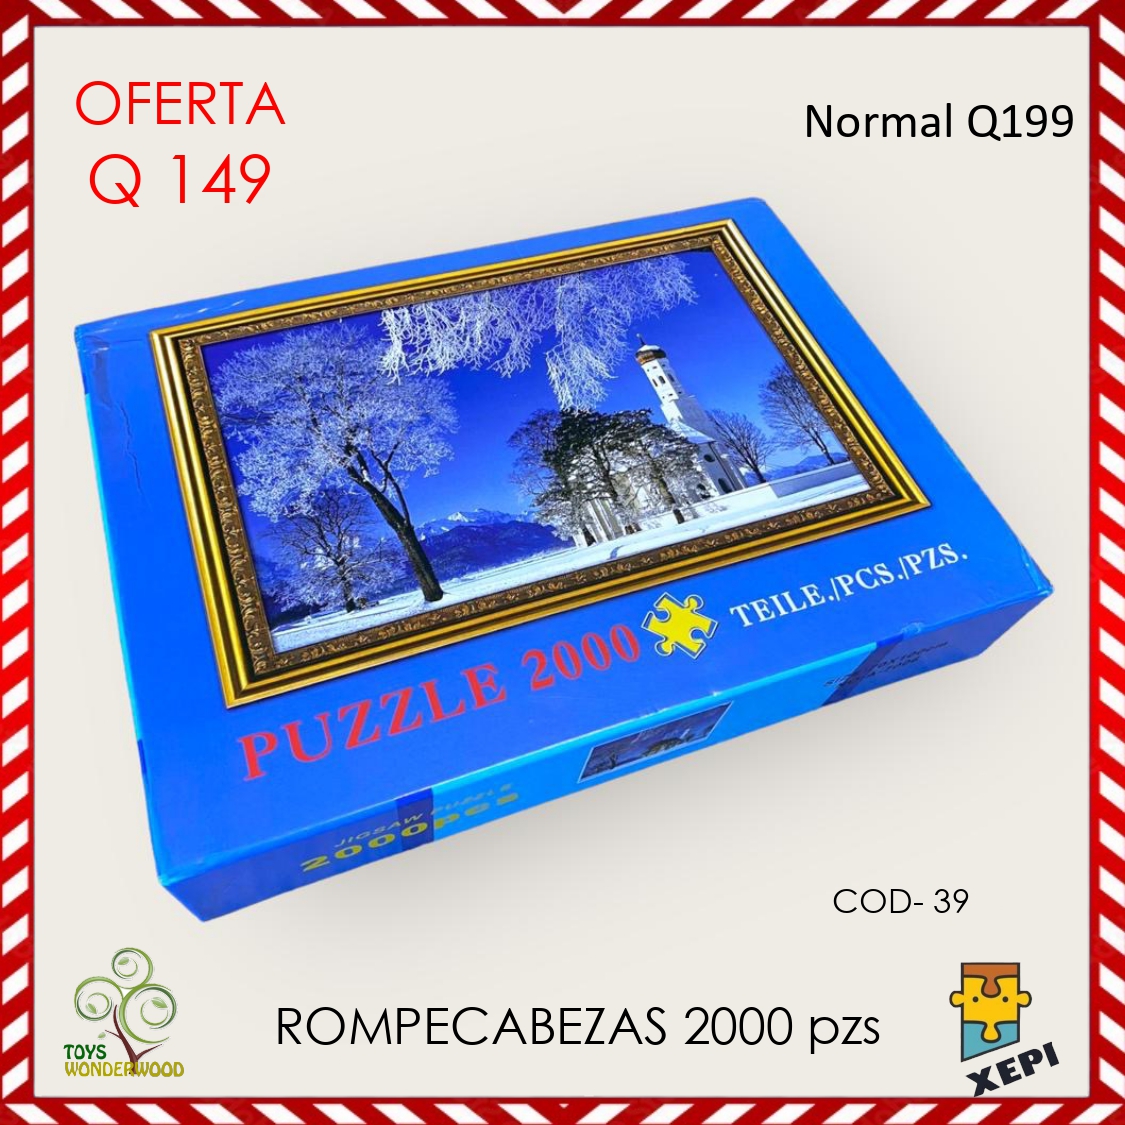 OFERTA
Q 149
Normal Q199
PUZZLE 2000 TEILE./PCS./PZS.
JIGSAW PUZZLE
2000pcs
COD- 39
ROMPECABEZAS 2000 pzs
TOYS
WONDERWOOD
XEPI